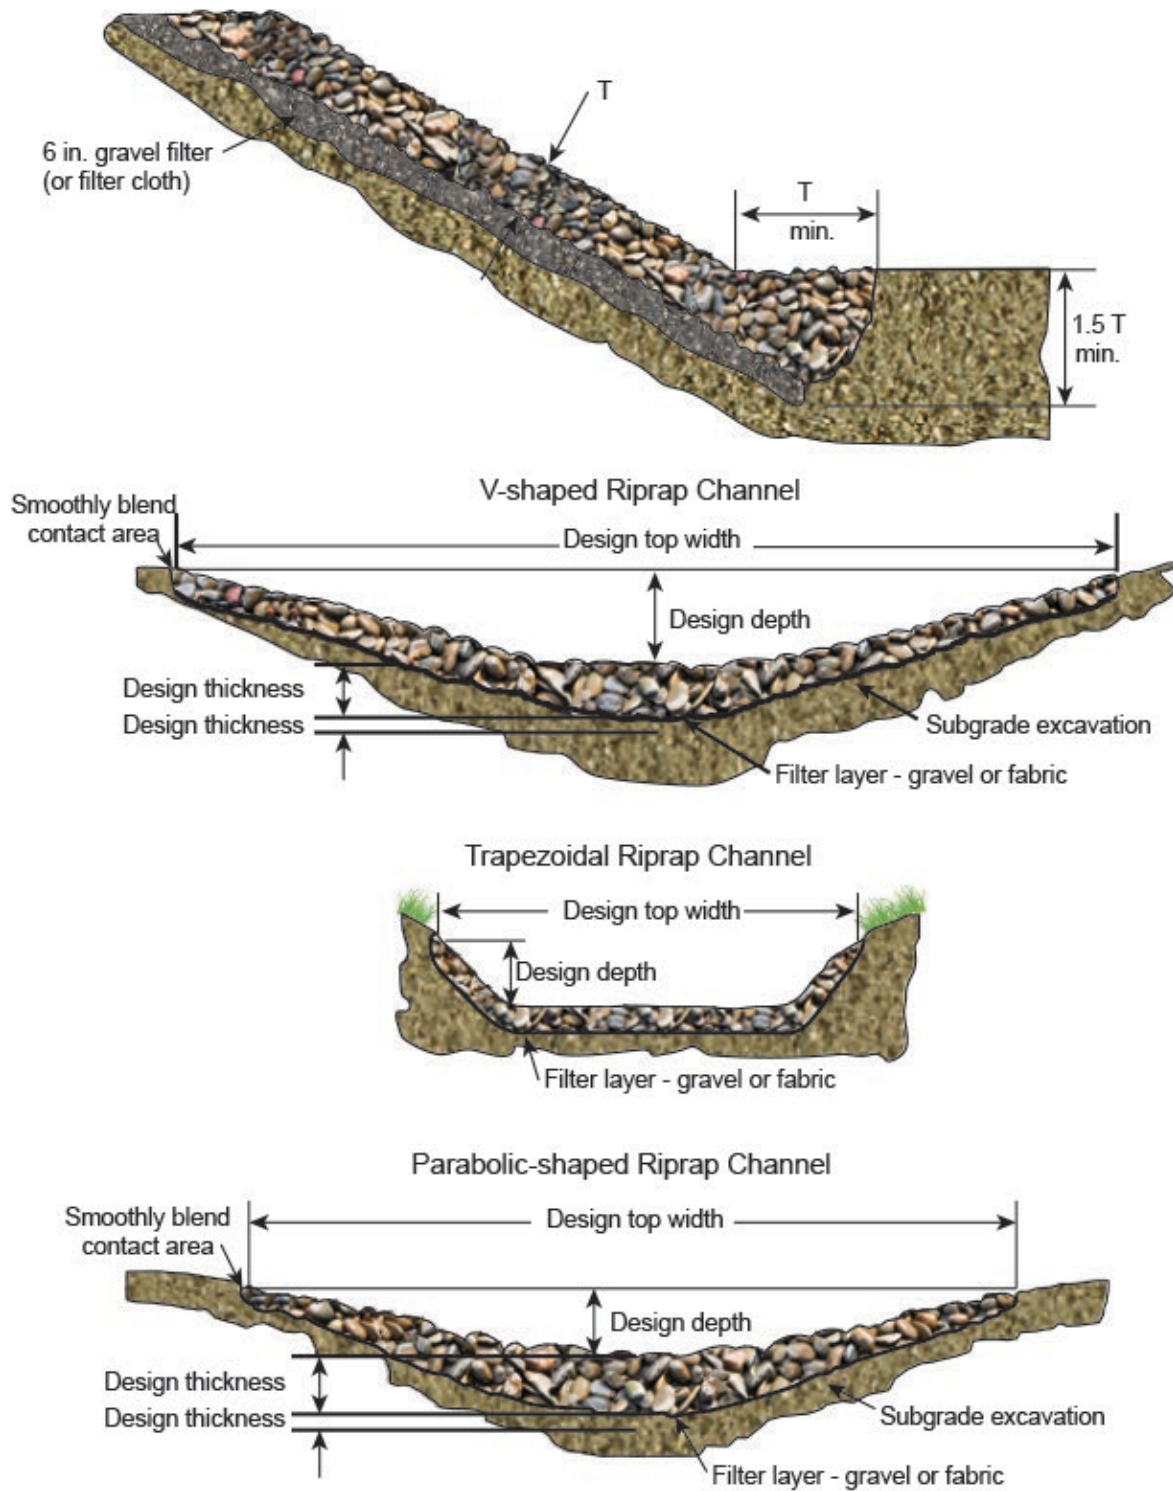 T
6 in. gravel filter
(or filter cloth)
T
min.
1.5 T
min.
V-shaped Riprap Channel
Smoothly blend
contact area
Design top width
Design depth
Design thickness
Design thickness
Subgrade excavation
Filter layer - gravel or fabric
Trapezoidal Riprap Channel
Design top width
Design depth
Filter layer - gravel or fabric
Parabolic-shaped Riprap Channel
Smoothly blend
contact area
Design top width
Design depth
Design thickness
Design thickness
Subgrade excavation
Filter layer - gravel or fabric